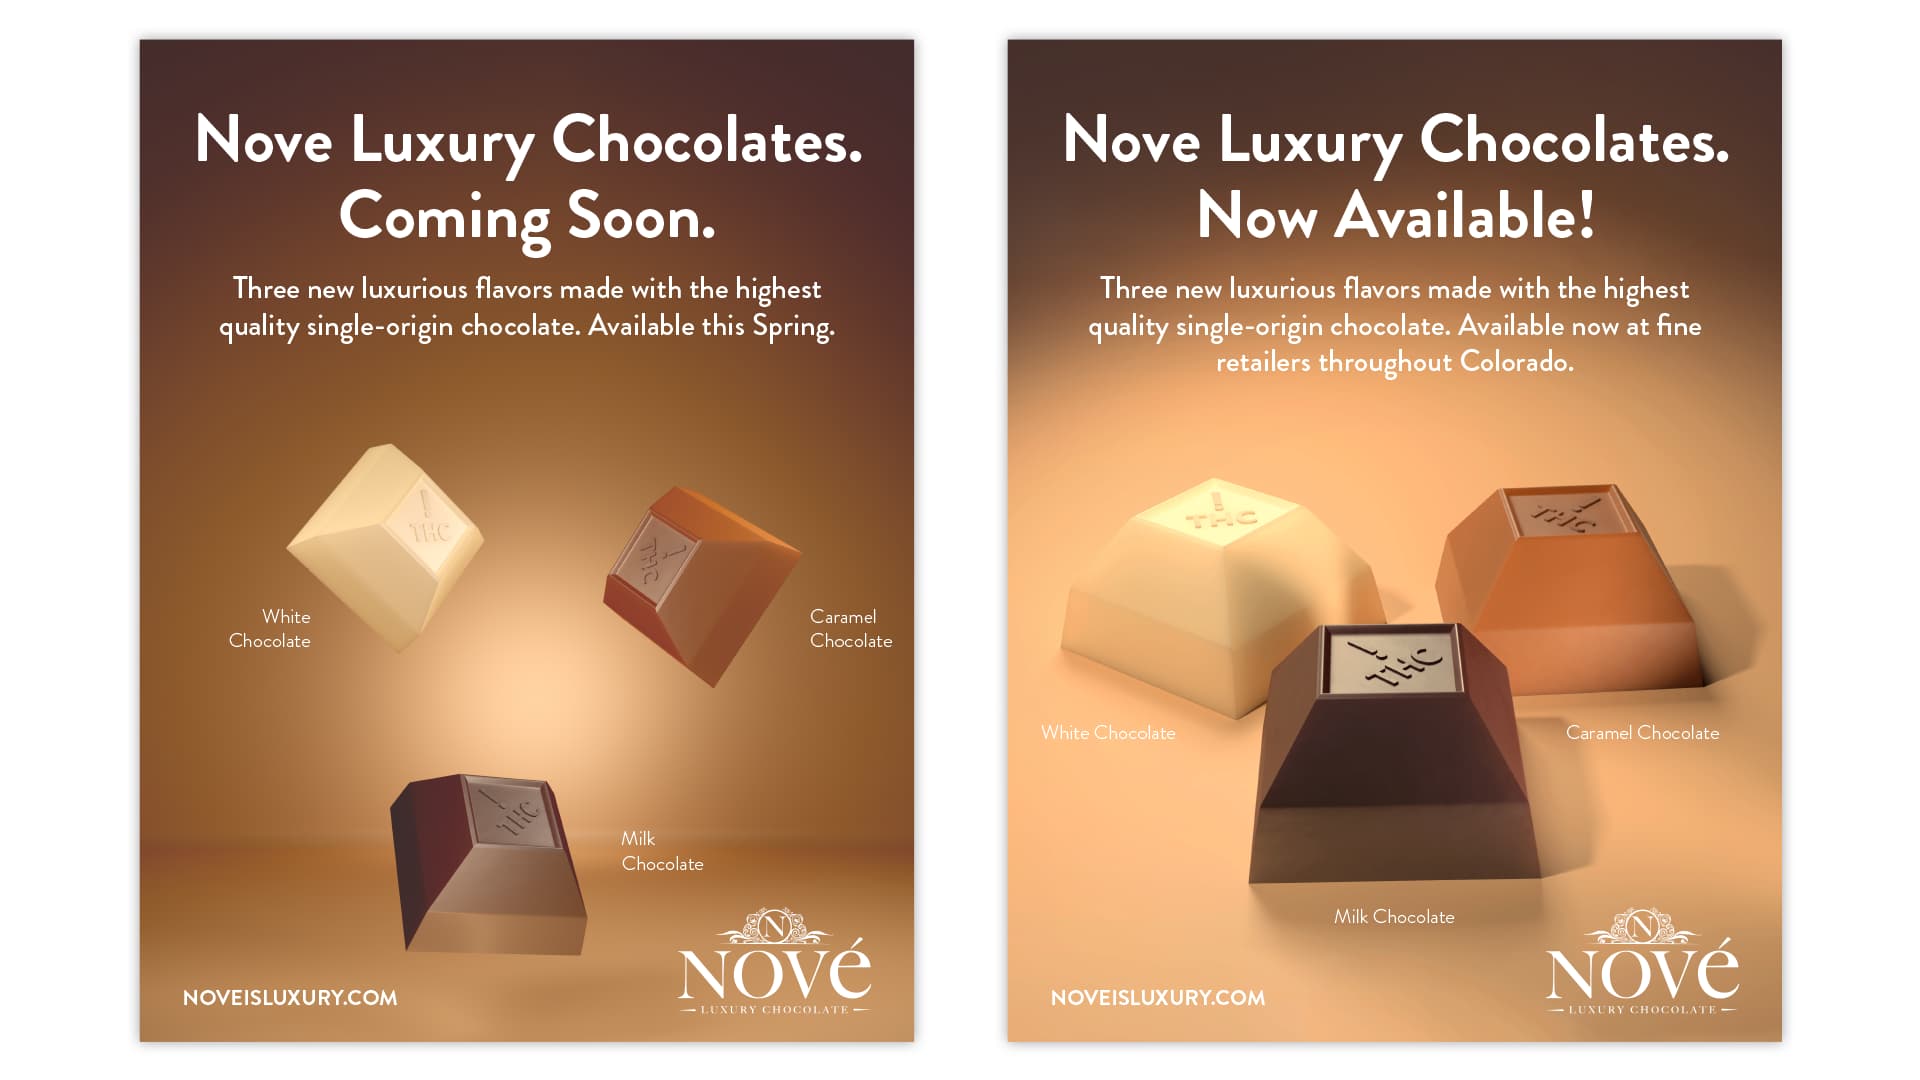 Nove Luxury Chocolates.
Coming Soon.
Three new luxurious flavors made with the highest
quality single-origin chocolate. Available this Spring.
!
THC
!
THC
White
Chocolate
Caramel
Chocolate
!
THC
Milk
Chocolate
NOVEISLUXURY.COM
N
NOVé
LUXURY CHOCOLATE
Nove Luxury Chocolates.
Now Available!
Three new luxurious flavors made with the highest
quality single-origin chocolate. Available now at fine
retailers throughout Colorado.
!
THC
!
THC
!
THC
White Chocolate
Caramel Chocolate
Milk Chocolate
NOVEISLUXURY.COM
N
NOVé
LUXURY CHOCOLATE